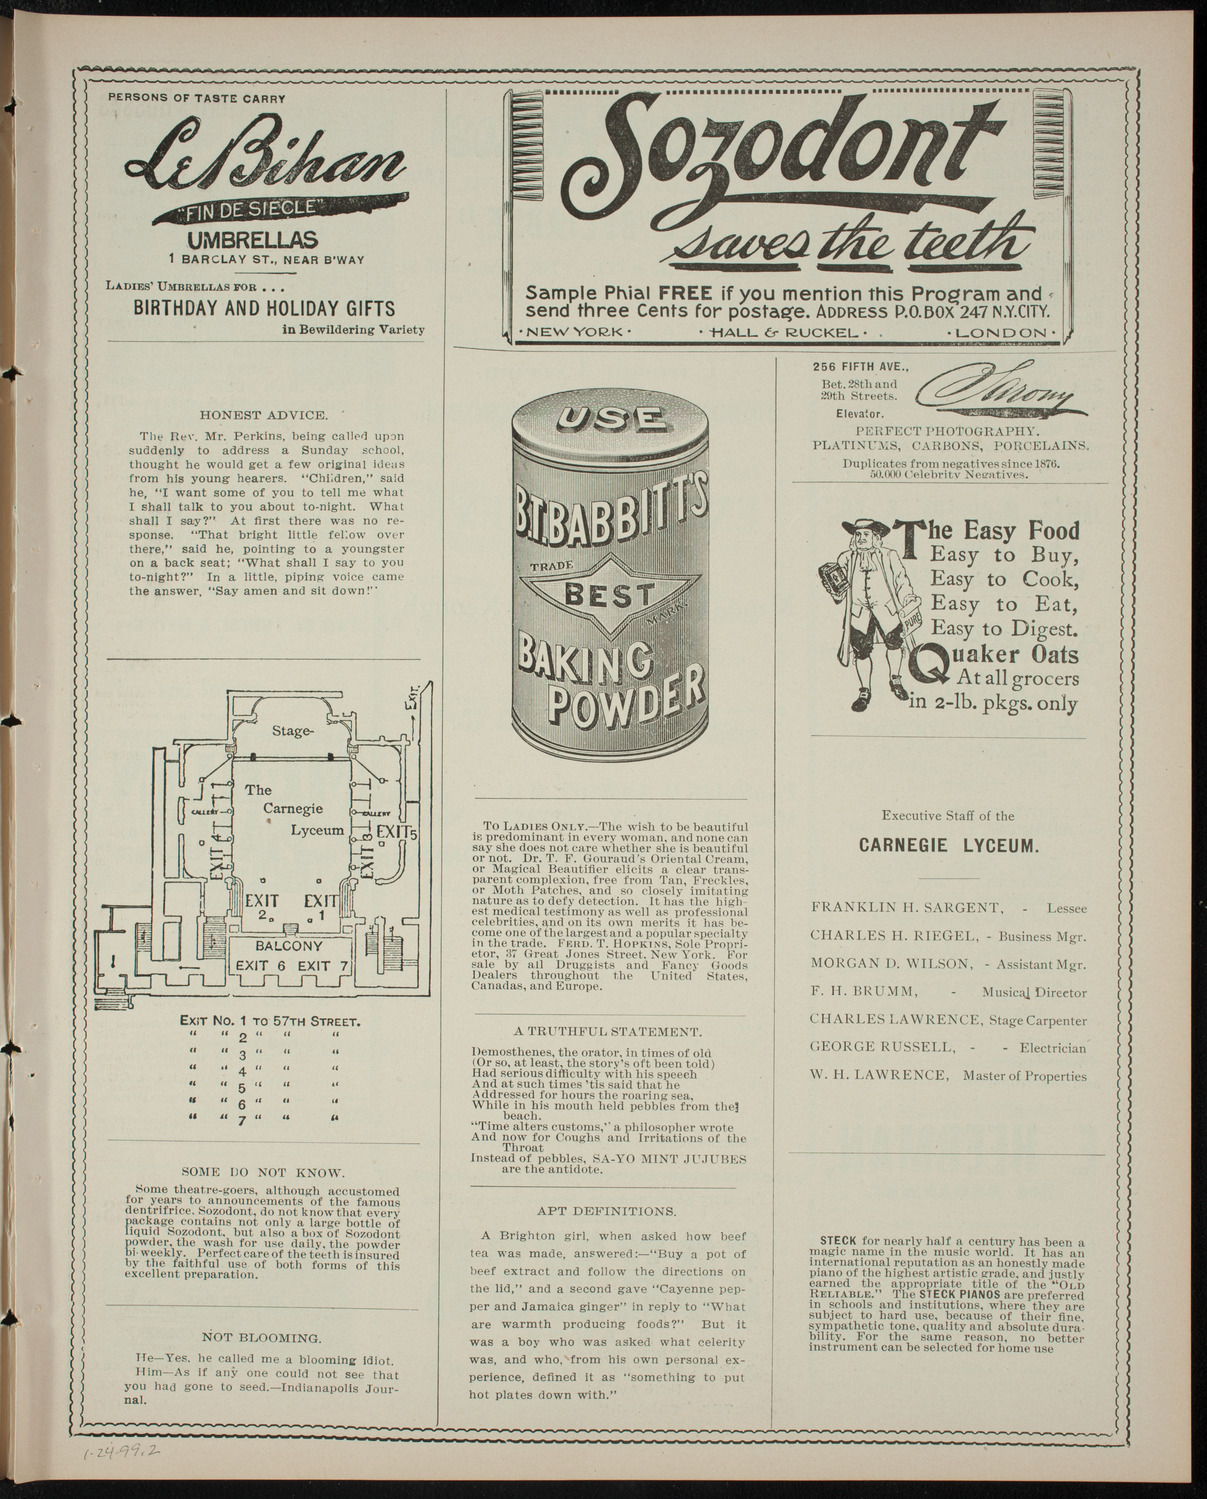 PERSONS OF TASTE CARRY
Le Bihan
"FIN DE SIECLE"
UMBRELLAS
1 BARCLAY ST., NEAR B'WAY
LADIES' UMBRELLAS FOR . . .
BIRTHDAY AND HOLIDAY GIFTS
in Bewildering Variety
HONEST ADVICE.
The Rev. Mr. Perkins, being called upon
suddenly to address a Sunday school,
thought he would get a few original ideas
from his young hearers. "Children," said
he, "I want some of you to tell me what
I shall talk to you about to-night. What
shall I say?" At first there was no re-
sponse. "That bright little fellow over
there," said he, pointing to a youngster
on a back seat; "What shall I say to you
to-night?" In a little, piping voice came
the answer, "Say amen and sit down!"
EXIT.
Stage-
The
Carnegie
Lyceum
GALLERY
GALLERY
EXIT 4
EXIT 3
EXIT 5
EXIT 2
EXIT 1
BALCONY
EXIT 6 EXIT 7
EXIT NO. 1 TO 57TH STREET.
" " 2 " " "
" " 3 " " "
" " 4 " " "
" " 5 " " "
" " 6 " " "
" " 7 " " "
SOME DO NOT KNOW.
Some theatre-goers, although accustomed
for years to announcements of the famous
dentrifrice, Sozodont, do not know that every
package contains not only a large bottle of
liquid Sozodont, but also a box of Sozodont
powder, the wash for use daily, the powder
bi-weekly. Perfect care of the teeth is insured
by the faithful use of both forms of this
excellent preparation.
NOT BLOOMING.
He—Yes, he called me a blooming idiot.
Him—As if any one could not see that
you had gone to seed.—Indianapolis Jour-
nal.
Sozodont
saves the teeth
Sample Phial FREE if you mention this Program and
send three Cents for postage. ADDRESS P.O. BOX 247 N.Y. CITY.
· NEW YORK · · HALL & RUCKEL · · LONDON ·
USE
B.T. BABBITT'S
TRADE
BEST
MARK.
BAKING
POWDER
TO LADIES ONLY.—The wish to be beautiful
is predominant in every woman, and none can
say she does not care whether she is beautiful
or not. Dr. T. F. Gouraud's Oriental Cream,
or Magical Beautifier elicits a clear trans-
parent complexion, free from Tan, Freckles,
or Moth Patches, and so closely imitating
nature as to defy detection. It has the high-
est medical testimony as well as professional
celebrities, and on its own merits it has be-
come one of the largest and a popular specialty
in the trade. FERD. T. HOPKINS, Sole Propri-
etor, 37 Great Jones Street, New York. For
sale by all Druggists and Fancy Goods
Dealers throughout the United States,
Canadas, and Europe.
A TRUTHFUL STATEMENT.
Demosthenes, the orator, in times of old
(Or so, at least, the story's oft been told)
Had serious difficulty with his speech
And at such times 'tis said that he
Addressed for hours the roaring sea,
While in his mouth held pebbles from the
beach.
"Time alters customs," a philosopher wrote
And now for Coughs and Irritations of the
Throat
Instead of pebbles, SA-YO MINT JUJUBES
are the antidote.
APT DEFINITIONS.
A Brighton girl, when asked how beef
tea was made, answered:—"Buy a pot of
beef extract and follow the directions on
the lid," and a second gave "Cayenne pep-
per and Jamaica ginger" in reply to "What
are warmth producing foods?" But it
was a boy who was asked what celerity
was, and who, from his own personal ex-
perience, defined it as "something to put
hot plates down with."
256 FIFTH AVE.,
Bet. 28th and
29th Streets.
Elevator.
Sarony
PERFECT PHOTOGRAPHY.
PLATINUMS, CARBONS, PORCELAINS.
Duplicates from negatives since 1876.
50,000 Celebrity Negatives.
PURE
The Easy Food
Easy to Buy,
Easy to Cook,
Easy to Eat,
Easy to Digest.
Quaker Oats
At all grocers
in 2-lb. pkgs. only
Executive Staff of the
CARNEGIE LYCEUM.
FRANKLIN H. SARGENT, - Lessee
CHARLES H. RIEGEL, - Business Mgr.
MORGAN D. WILSON, - Assistant Mgr.
F. H. BRUMM, - Musical Director
CHARLES LAWRENCE, Stage Carpenter
GEORGE RUSSELL, - - Electrician
W. H. LAWRENCE, Master of Properties
STECK for nearly half a century has been a
magic name in the music world. It has an
international reputation as an honestly made
piano of the highest artistic grade, and justly
earned the appropriate title of the "OLD
RELIABLE." The STECK PIANOS are preferred
in schools and institutions, where they are
subject to hard use, because of their fine,
sympathetic tone, quality and absolute dura-
bility. For the same reason, no better
instrument can be selected for home use
1-24-99.2